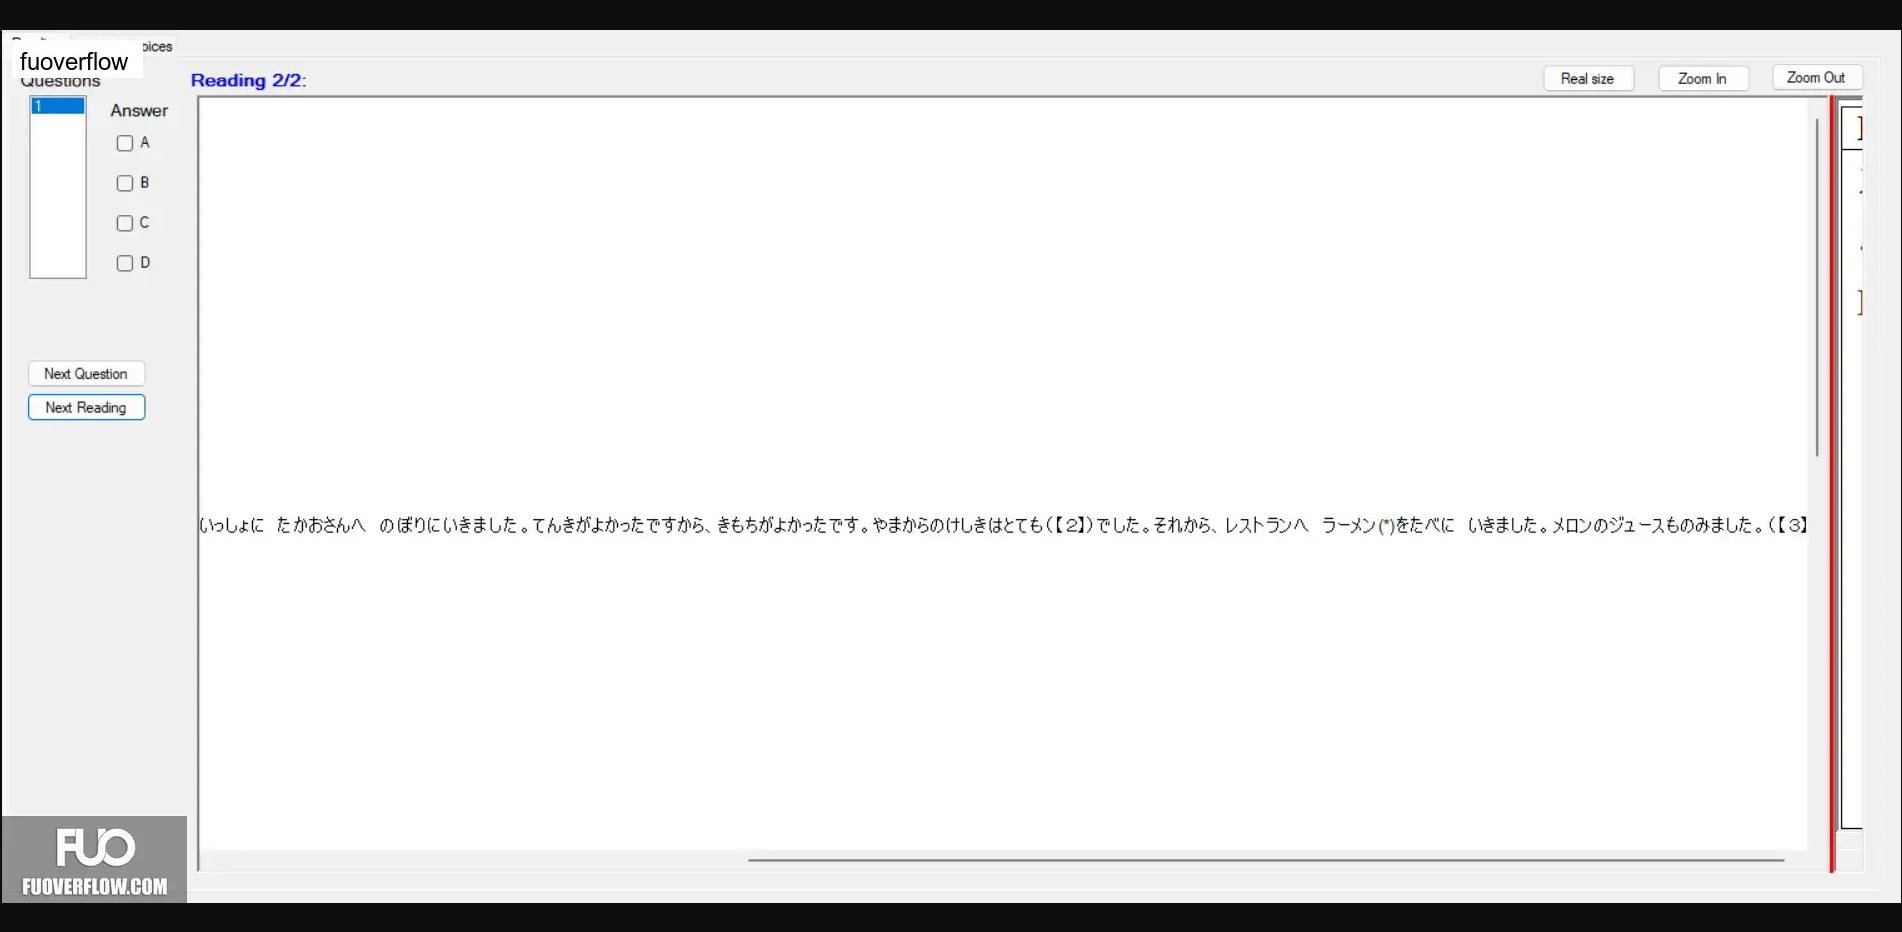 oices
fuoverflow
Questions
Reading 2/2:
Real size
Zoom In
Zoom Out
1
Answer
A
B
C
D
Next Question
Next Reading
いっしょに　たかおさんへ　のぼりにいきました。てんきがよかったですから、きもちがよかったです。やまからのけしきはとても(【２】)でした。それから、レストランへ　ラーメン(*)をたべに　いきました。メロンのジュースものみました。(【３】
FUO
FUOVERFLOW.COM